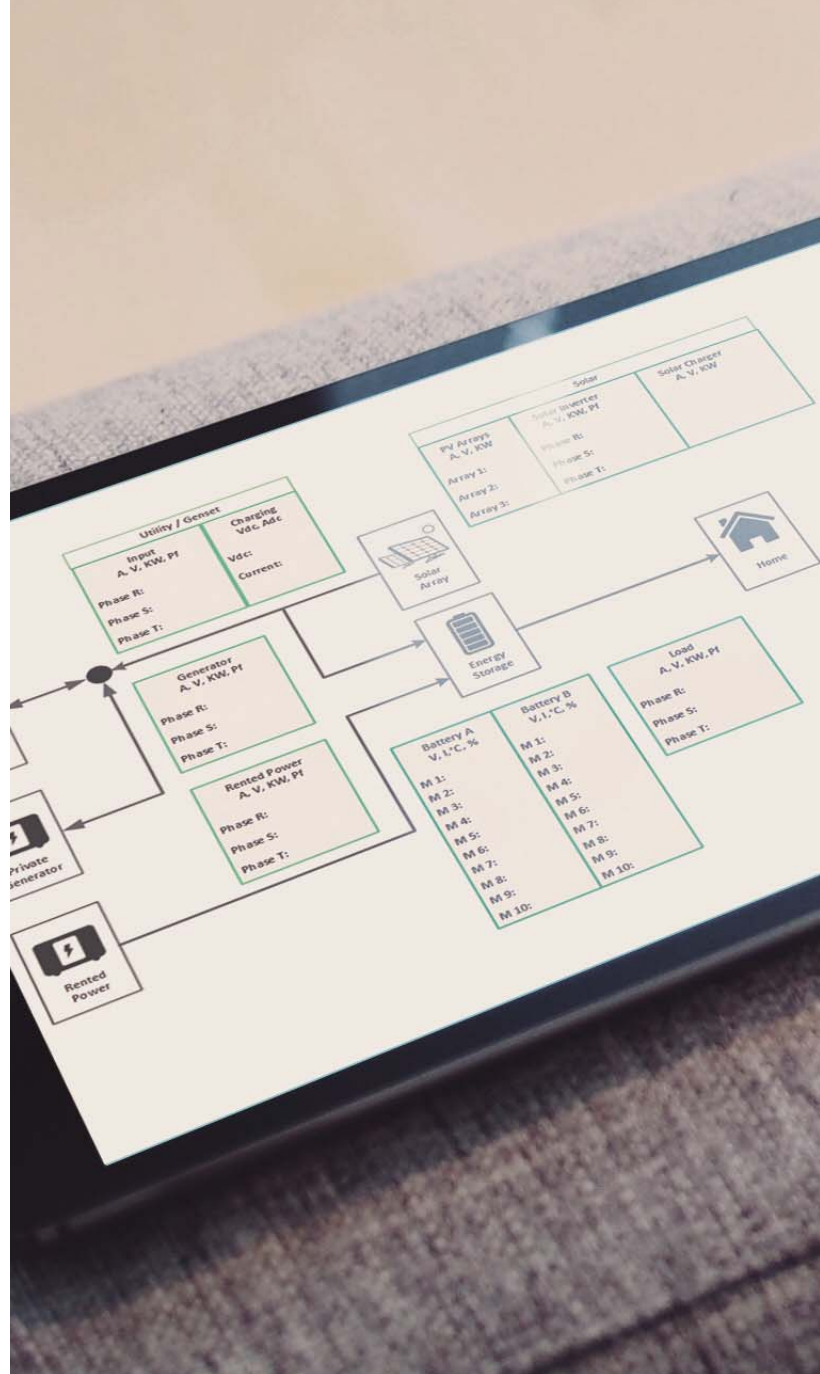 Solar
PV Arrays
A, V, KW
Array 1:
Array 2:
Array 3:
Solar Inverter
A, V, KW, Pf
Phase R:
Phase S:
Phase T:
Solar Charger
A, V, KW
Utility / Genset
Input
A, V, KW, Pf
Phase R:
Phase S:
Phase T:
Charging
Vdc, Adc
Vdc:
Current:
Solar
Array
Home
Energy
Storage
Generator
A, V, KW, Pf
Phase R:
Phase S:
Phase T:
Load
A, V, KW, Pf
Phase R:
Phase S:
Phase T:
Rented Power
A, V, KW, Pf
Phase R:
Phase S:
Phase T:
Battery A
V, I,°C, %
M 1:
M 2:
M 3:
M 4:
M 5:
M 6:
M 7:
M 8:
M 9:
M 10:
Battery B
V, I,°C, %
M 1:
M 2:
M 3:
M 4:
M 5:
M 6:
M 7:
M 8:
M 9:
M 10:
Private
Generator
Rented
Power